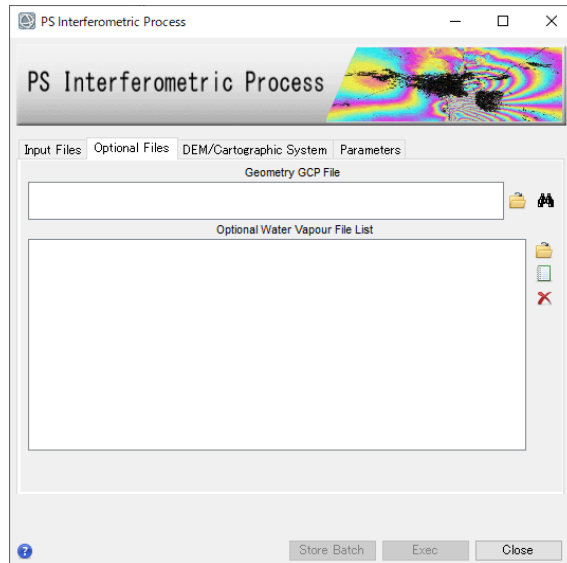 PS Interferometric Process
PS Interferometric Process
Input Files Optional Files DEM/Cartographic System Parameters
Geometry GCP File
Optional Water Vapour File List
Store Batch Exec Close